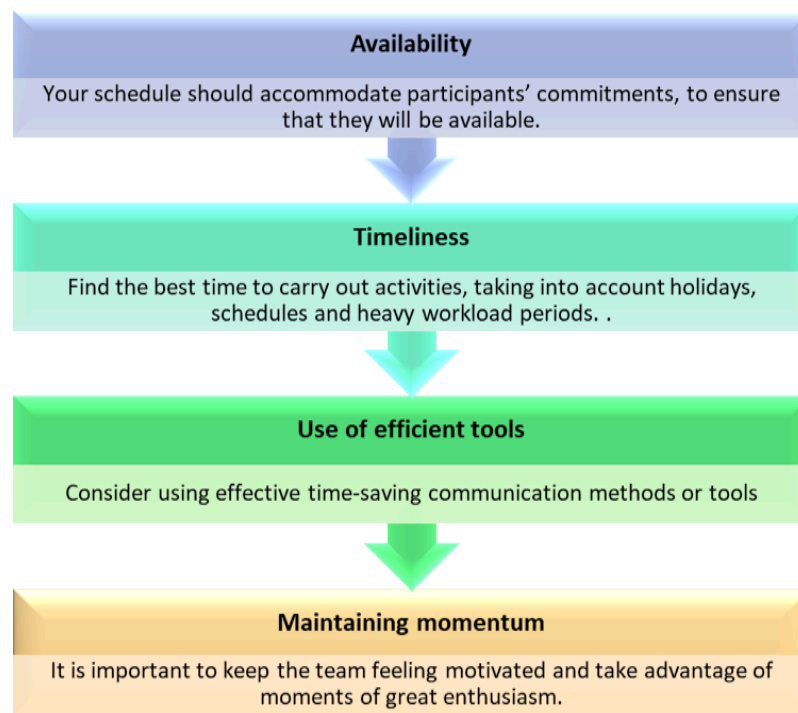 Availability
Your schedule should accommodate participants’ commitments, to ensure
that they will be available.
Timeliness
Find the best time to carry out activities, taking into account holidays,
schedules and heavy workload periods. .
Use of efficient tools
Consider using effective time-saving communication methods or tools
Maintaining momentum
It is important to keep the team feeling motivated and take advantage of
moments of great enthusiasm.